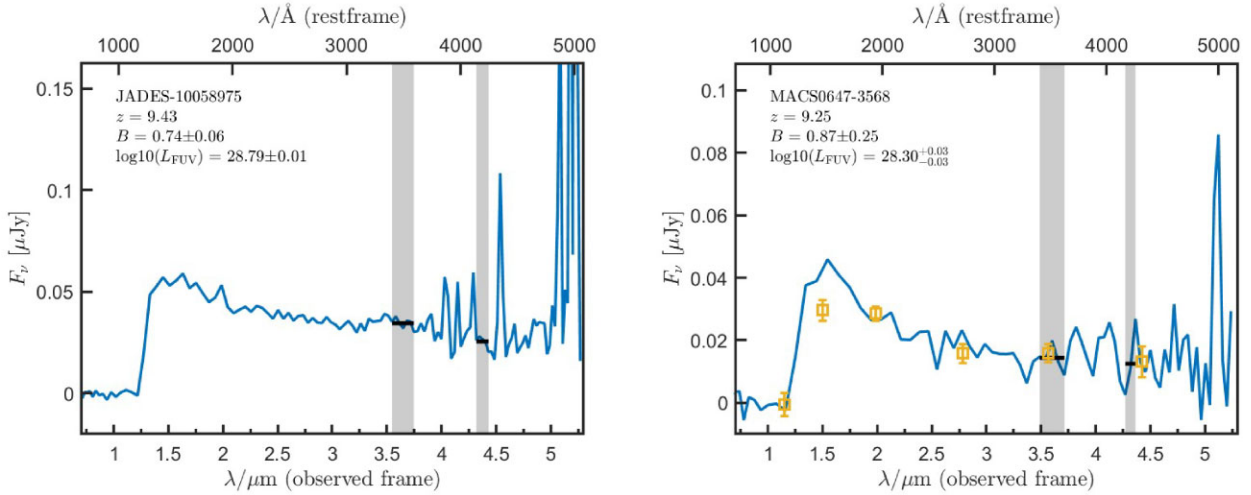 λ/Å (restframe)
1000 2000 3000 4000 5000
0.15
0.1
0.05
0
F_ν [μJy]
JADES-10058975
z = 9.43
B = 0.74±0.06
log10(L_FUV) = 28.79±0.01
1 1.5 2 2.5 3 3.5 4 4.5 5
λ/μm (observed frame)
λ/Å (restframe)
1000 2000 3000 4000 5000
0.1
0.08
0.06
0.04
0.02
0
F_ν [μJy]
MACS0647-3568
z = 9.25
B = 0.87±0.25
log10(L_FUV) = 28.30^{+0.03}_{−0.03}
1 1.5 2 2.5 3 3.5 4 4.5 5
λ/μm (observed frame)